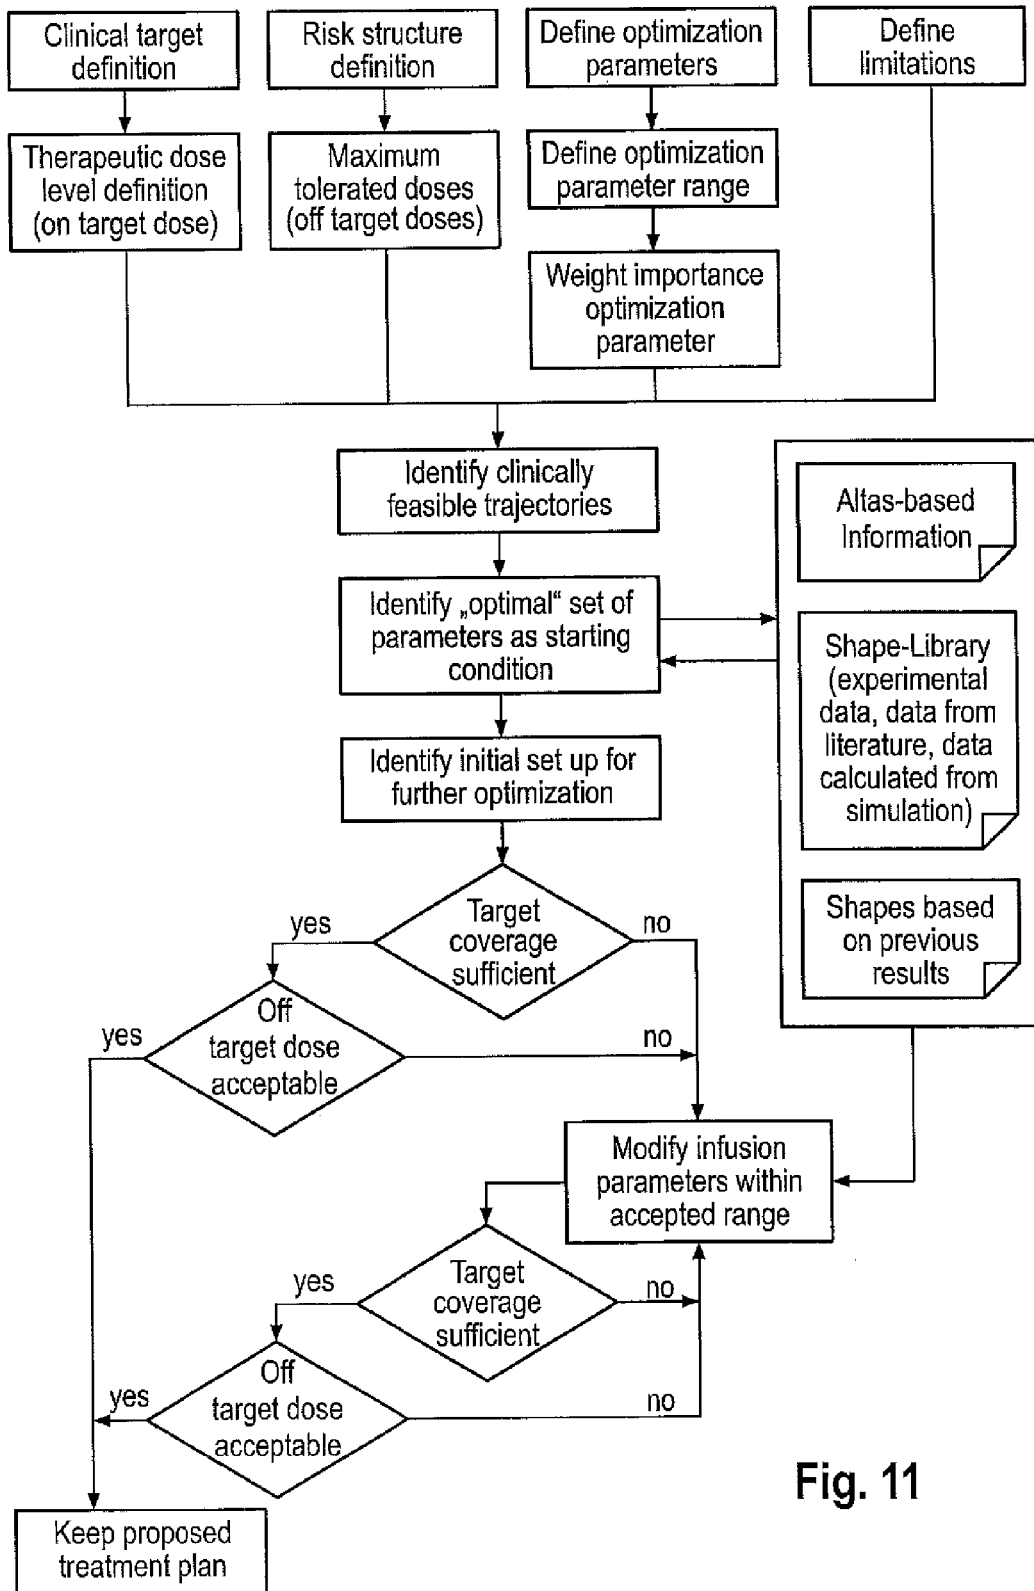 Clinical target
definition
Risk structure
definition
Define optimization
parameters
Define
limitations
Therapeutic dose
level definition
(on target dose)
Maximum
tolerated doses
(off target doses)
Define optimization
parameter range
Weight importance
optimization
parameter
Identify clinically
feasible trajectories
Altas-based
Information
Identify „optimal“ set of
parameters as starting
condition
Shape-Library
(experimental
data, data from
literature, data
calculated from
simulation)
Identify initial set up for
further optimization
Shapes based
on previous
results
yes
Target
coverage
sufficient
no
yes
Off
target dose
acceptable
no
Modify infusion
parameters within
accepted range
yes
Target
coverage
sufficient
no
yes
Off
target dose
acceptable
no
Fig. 11
Keep proposed
treatment plan